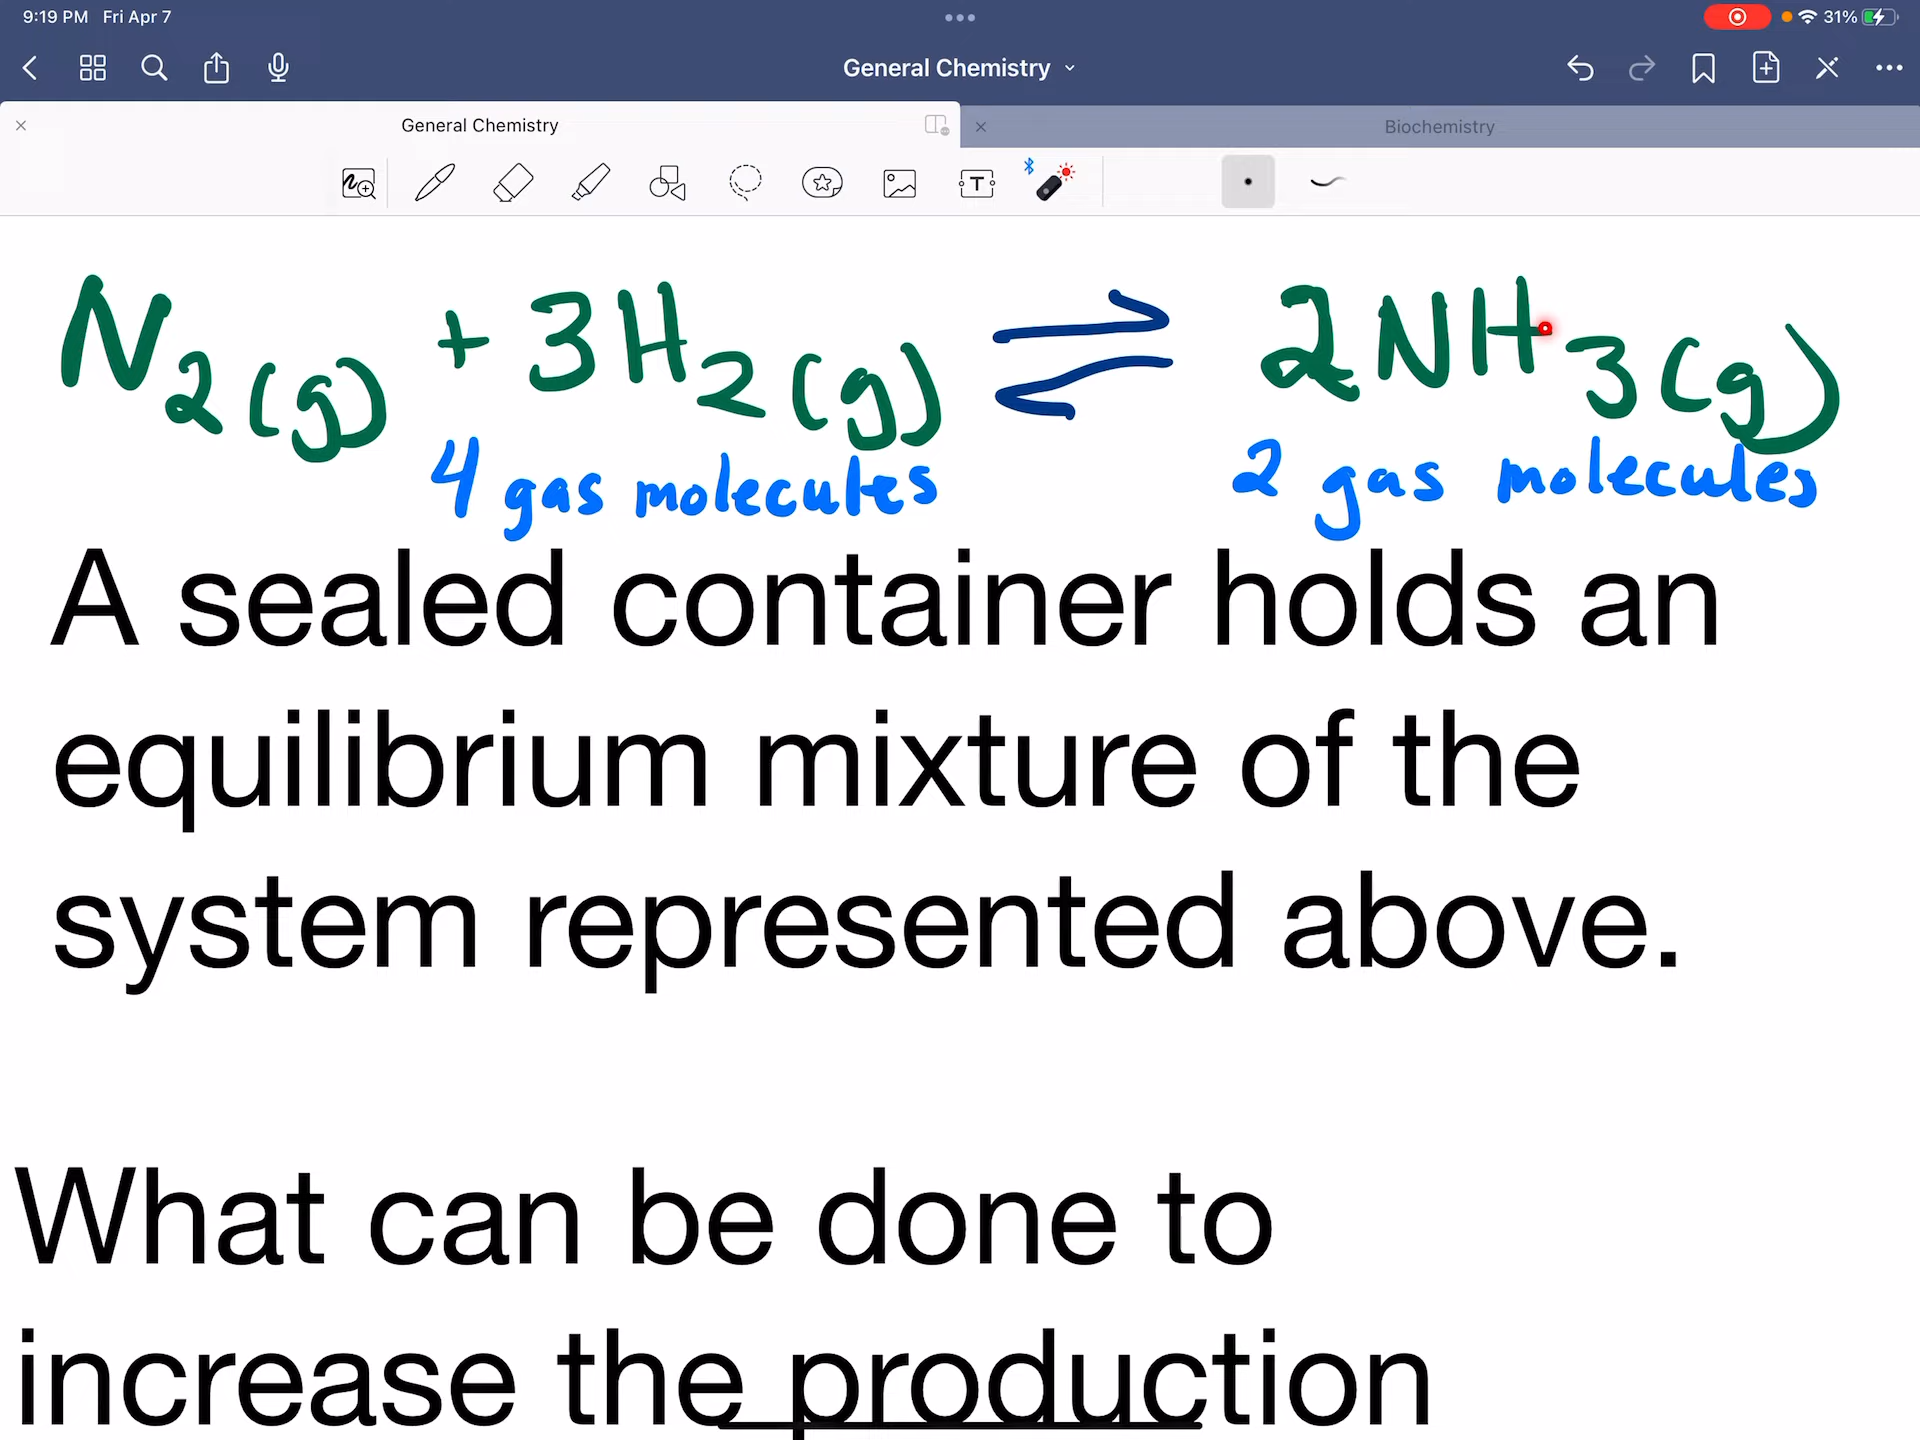 9:19 PM Fri Apr 7
31%
General Chemistry
General Chemistry
Biochemistry
T
N₂(g) + 3H₂(g) ⇌ 2NH₃(g)
4 gas molecules 2 gas molecules
A sealed container holds an
equilibrium mixture of the
system represented above.
What can be done to
increase the production